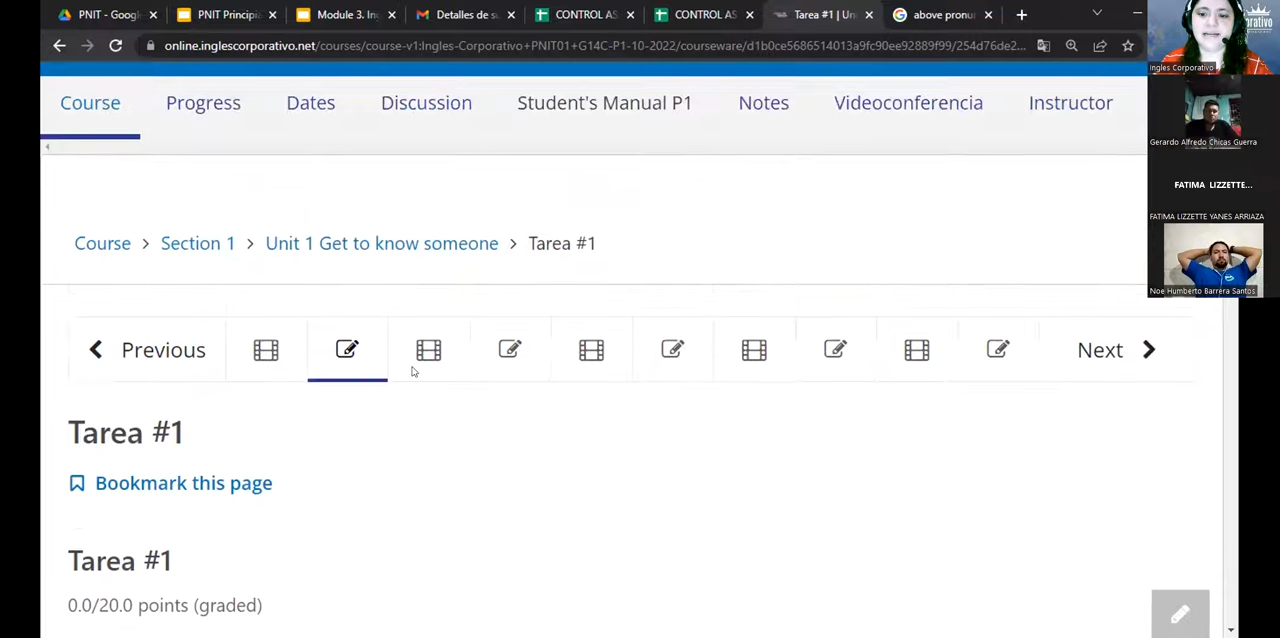 PNIT - Google
PNIT Principi
Module 3. In
Detalles de su
CONTROL AS
CONTROL AS
Tarea #1 | Un
above pronu
online.inglescorporativo.net/courses/course-v1:Ingles-Corporativo+PNIT01+G14C-P1-10-2022/courseware/d1b0ce5686514013a9fc90ee92889f99/254d76de2...
Course
Progress
Dates
Discussion
Student's Manual P1
Notes
Videoconferencia
Instructor
Course > Section 1 > Unit 1 Get to know someone > Tarea #1
Previous
Next
Tarea #1
Bookmark this page
Tarea #1
0.0/20.0 points (graded)
orativo
Ingles Corporativo
Gerardo Alfredo Chicas Guerra
FATIMA LIZZETTE...
FATIMA LIZZETTE YANES ARRIAZA
Noe Humberto Barrera Santos